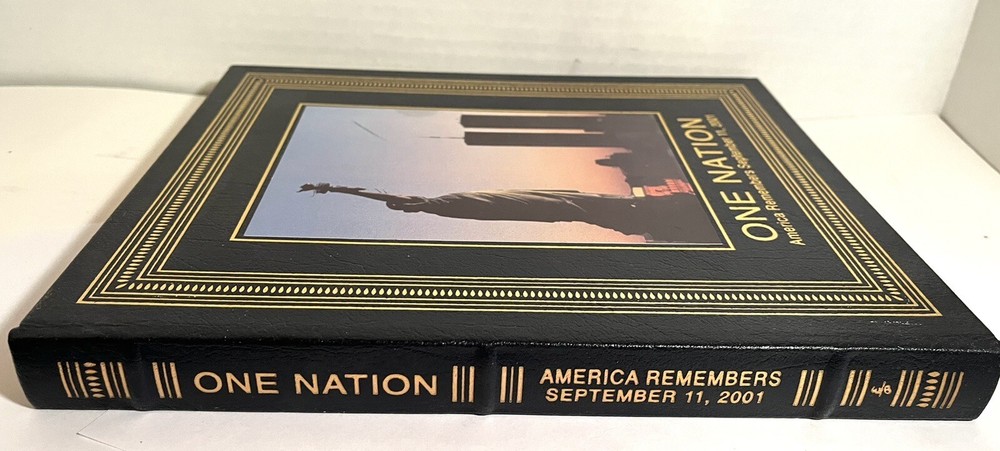 ONE NATION
America Remembers September 11, 2001
ONE NATION
AMERICA REMEMBERS
SEPTEMBER 11, 2001